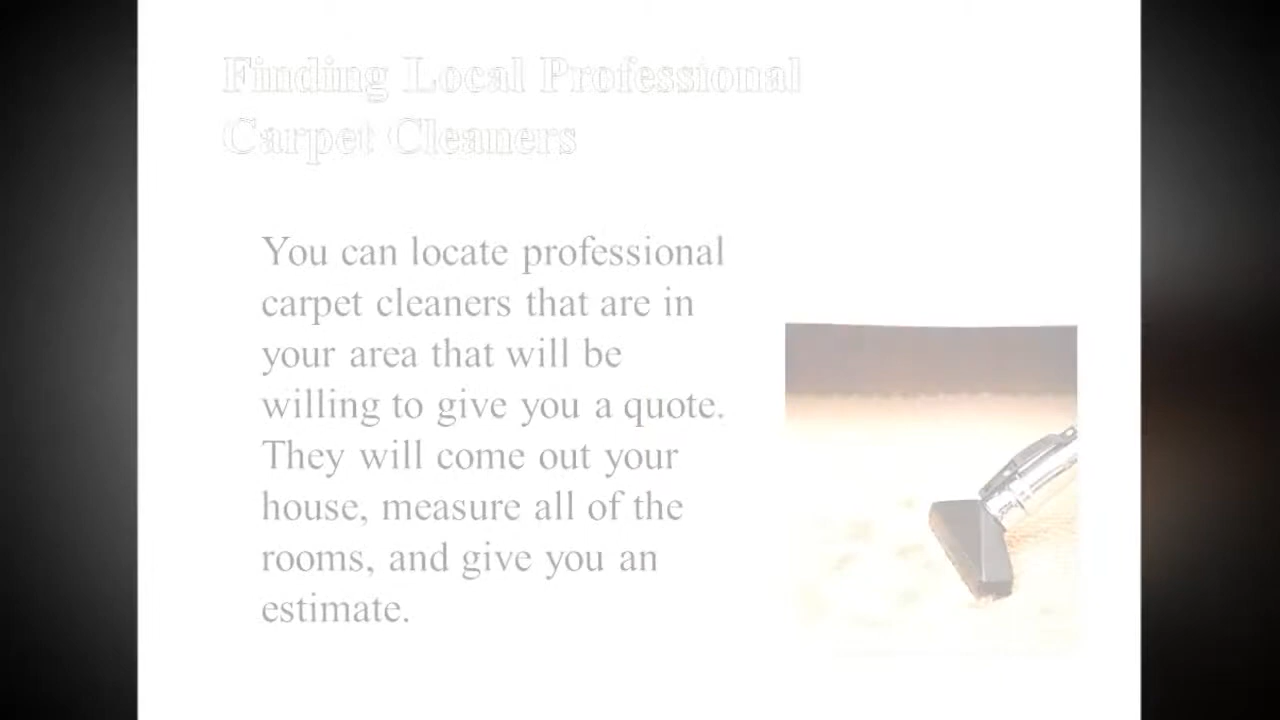 Finding Local Professional
Carpet Cleaners
You can locate professional
carpet cleaners that are in
your area that will be
willing to give you a quote.
They will come out your
house, measure all of the
rooms, and give you an
estimate.